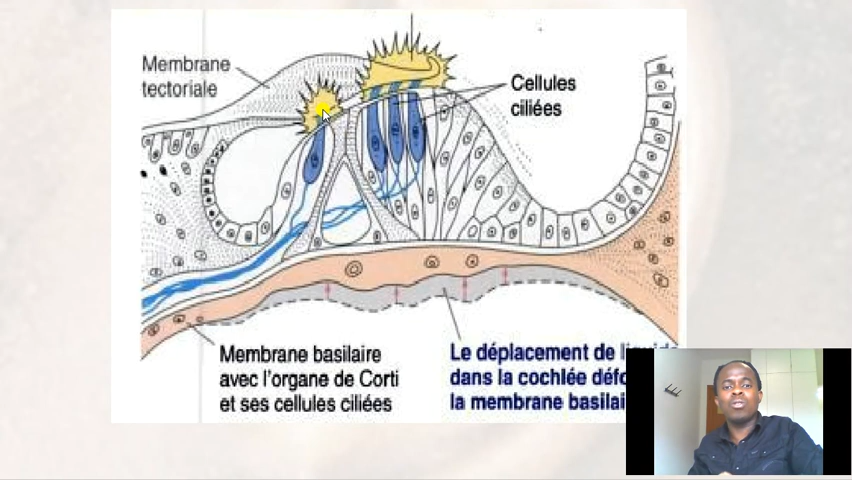 Membrane
tectoriale
Cellules
ciliées
Membrane basilaire
avec l'organe de Corti
et ses cellules ciliées
Le déplacement de
dans la cochlée
la membrane